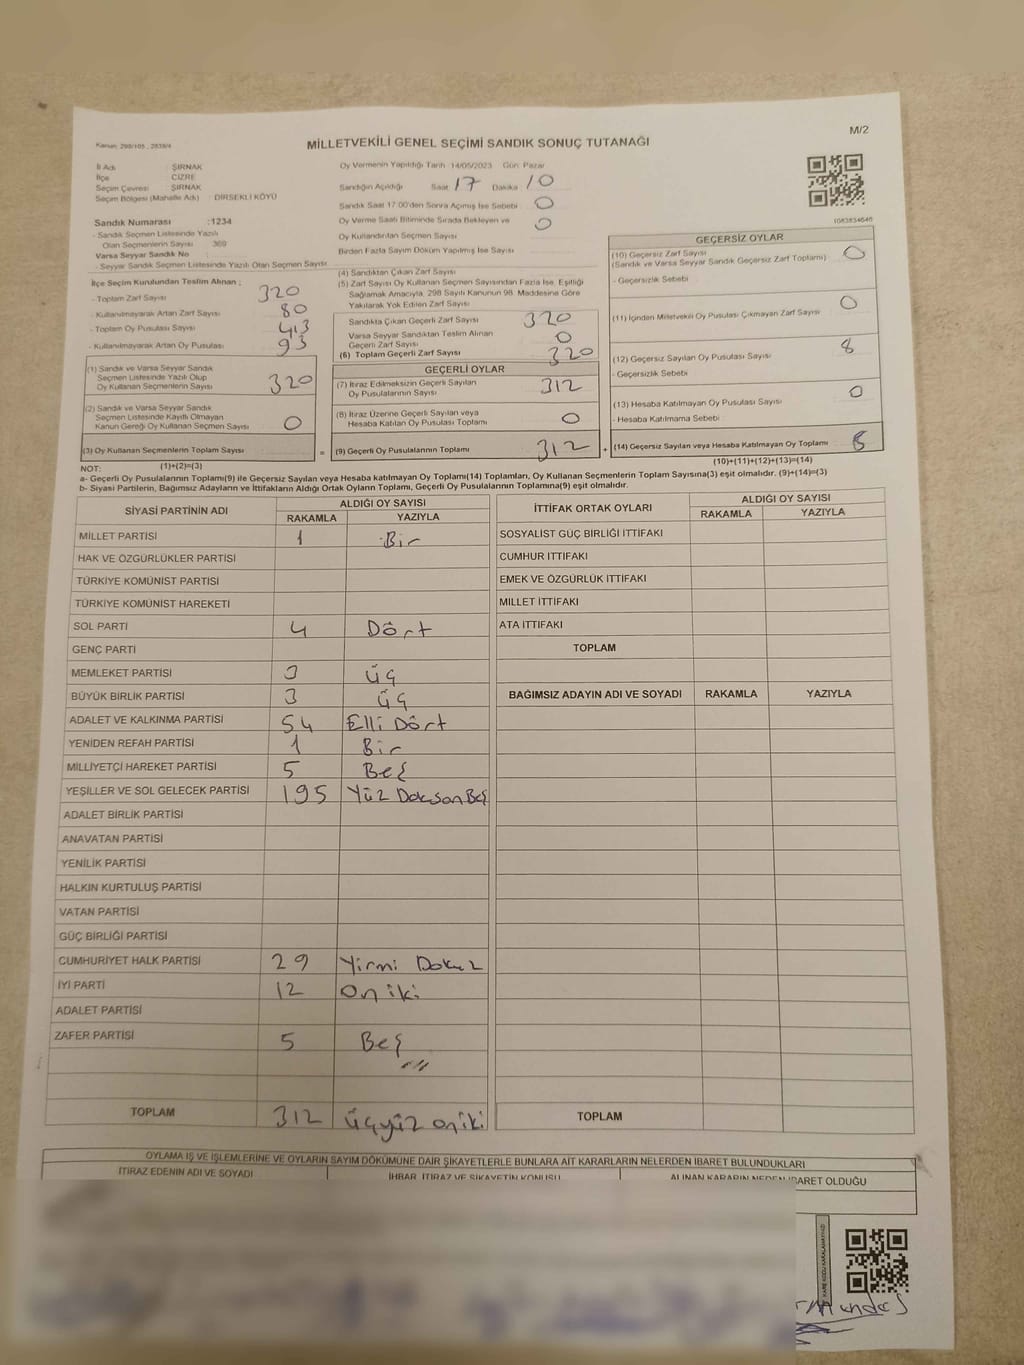 M/2
Kanun: 298/105 , 2839/4
MİLLETVEKİLİ GENEL SEÇİMİ SANDIK SONUÇ TUTANAĞI
İl Adı : ŞIRNAK
İlçe : CİZRE
Seçim Çevresi : ŞIRNAK
Seçim Bölgesi (Mahalle Adı) : DİRSEKLİ KÖYÜ
Sandık Numarası :1234
- Sandık Seçmen Listesinde Yazılı
Olan Seçmenlerin Sayısı : 369
Varsa Seyyar Sandık No
- Seyyar Sandık Seçmen Listesinde Yazılı Olan Seçmen Sayısı:
Oy Vermenin Yapıldığı Tarih 14/05/2023 Gün Pazar
Sandığın Açıldığı Saat 17 Dakika 10
Sandık Saat 17.00'den Sonra Açılmış İse Sebebi 0
Oy Verme Saati Bitiminde Sırada Bekleyen ve 0
Oy Kullandırılan Seçmen Sayısı
Birden Fazla Sayım Döküm Yapılmış İse Sayısı
1083834646
İlçe Seçim Kurulundan Teslim Alınan ;
- Toplam Zarf Sayısı 320
- Kullanılmayarak Artan Zarf Sayısı 80
- Toplam Oy Pusulası Sayısı 413
- Kullanılmayarak Artan Oy Pusulası 93
(1) Sandık ve Varsa Seyyar Sandık
Seçmen Listesinde Yazılı Olup
Oy Kullanan Seçmenlerin Sayısı 320
(2) Sandık ve Varsa Seyyar Sandık
Seçmen Listesinde Kayıtlı Olmayan
Kanun Gereği Oy Kullanan Seçmen Sayısı 0
(3) Oy Kullanan Seçmenlerin Toplam Sayısı
(1)+(2)=(3)
(4) Sandıktan Çıkan Zarf Sayısı
(5) Zarf Sayısı Oy Kullanan Seçmen Sayısından Fazla İse, Eşitliği
Sağlamak Amacıyla, 298 Sayılı Kanunun 98. Maddesine Göre
Yakılarak Yok Edilen Zarf Sayısı
Sandıkta Çıkan Geçerli Zarf Sayısı 320
Varsa Seyyar Sandıktan Teslim Alınan
Geçerli Zarf Sayısı 0
(6) Toplam Geçerli Zarf Sayısı 320
GEÇERLİ OYLAR
(7) İtiraz Edilmeksizin Geçerli Sayılan
Oy Pusulalarının Sayısı 312
(8) İtiraz Üzerine Geçerli Sayılan veya
Hesaba Katılan Oy Pusulası Toplamı 0
= (9) Geçerli Oy Pusulalarının Toplamı 312 +
GEÇERSİZ OYLAR
(10) Geçersiz Zarf Sayısı 0
(Sandık ve Varsa Seyyar Sandık Geçersiz Zarf Toplamı)
- Geçersizlik Sebebi
(11) İçinden Milletvekili Oy Pusulası Çıkmayan Zarf Sayısı 0
(12) Geçersiz Sayılan Oy Pusulası Sayısı 8
- Geçersizlik Sebebi
(13) Hesaba Katılmayan Oy Pusulası Sayısı 0
- Hesaba Katılmama Sebebi
(14) Geçersiz Sayılan veya Hesaba Katılmayan Oy Toplamı 8
(10)+(11)+(12)+(13)=(14)
NOT:
a- Geçerli Oy Pusulalarının Toplamı(9) ile Geçersiz Sayılan veya Hesaba katılmayan Oy Toplamı(14) Toplamları, Oy Kullanan Seçmenlerin Toplam Sayısına(3) eşit olmalıdır. (9)+(14)=(3)
b- Siyasi Partilerin, Bağımsız Adayların ve İttifakların Aldığı Ortak Oyların Toplamı, Geçerli Oy Pusulalarının Toplamına(9) eşit olmalıdır.
SİYASİ PARTİNİN ADI ALDIĞI OY SAYISI
RAKAMLA YAZIYLA
MİLLET PARTİSİ 1 Bir
HAK VE ÖZGÜRLÜKLER PARTİSİ
TÜRKİYE KOMÜNİST PARTİSİ
TÜRKİYE KOMÜNİST HAREKETİ
SOL PARTİ 4 Dört
GENÇ PARTİ
MEMLEKET PARTİSİ 3 üç
BÜYÜK BİRLİK PARTİSİ 3 üç
ADALET VE KALKINMA PARTİSİ 54 Elli Dört
YENİDEN REFAH PARTİSİ 1 Bir
MİLLİYETÇİ HAREKET PARTİSİ 5 Beş
YEŞİLLER VE SOL GELECEK PARTİSİ 195 Yüz Doksan Beş
ADALET BİRLİK PARTİSİ
ANAVATAN PARTİSİ
YENİLİK PARTİSİ
HALKIN KURTULUŞ PARTİSİ
VATAN PARTİSİ
GÜÇ BİRLİĞİ PARTİSİ
CUMHURİYET HALK PARTİSİ 29 Yirmi Dokuz
İYİ PARTİ 12 on iki
ADALET PARTİSİ
ZAFER PARTİSİ 5 Beş
TOPLAM 312 üçyüz on iki
İTTİFAK ORTAK OYLARI ALDIĞI OY SAYISI
RAKAMLA YAZIYLA
SOSYALİST GÜÇ BİRLİĞİ İTTİFAKI
CUMHUR İTTİFAKI
EMEK VE ÖZGÜRLÜK İTTİFAKI
MİLLET İTTİFAKI
ATA İTTİFAKI
TOPLAM
BAĞIMSIZ ADAYIN ADI VE SOYADI RAKAMLA YAZIYLA
TOPLAM
OYLAMA İŞ VE İŞLEMLERİNE VE OYLARIN SAYIM DÖKÜMÜNE DAİR ŞİKAYETLERLE BUNLARA AİT KARARLARIN NELERDEN İBARET BULUNDUKLARI
İTİRAZ EDENİN ADI VE SOYADI
İHBAR, İTİRAZ VE ŞİKAYETİN KONUSU
ALINAN KARARIN NEDEN İBARET OLDUĞU